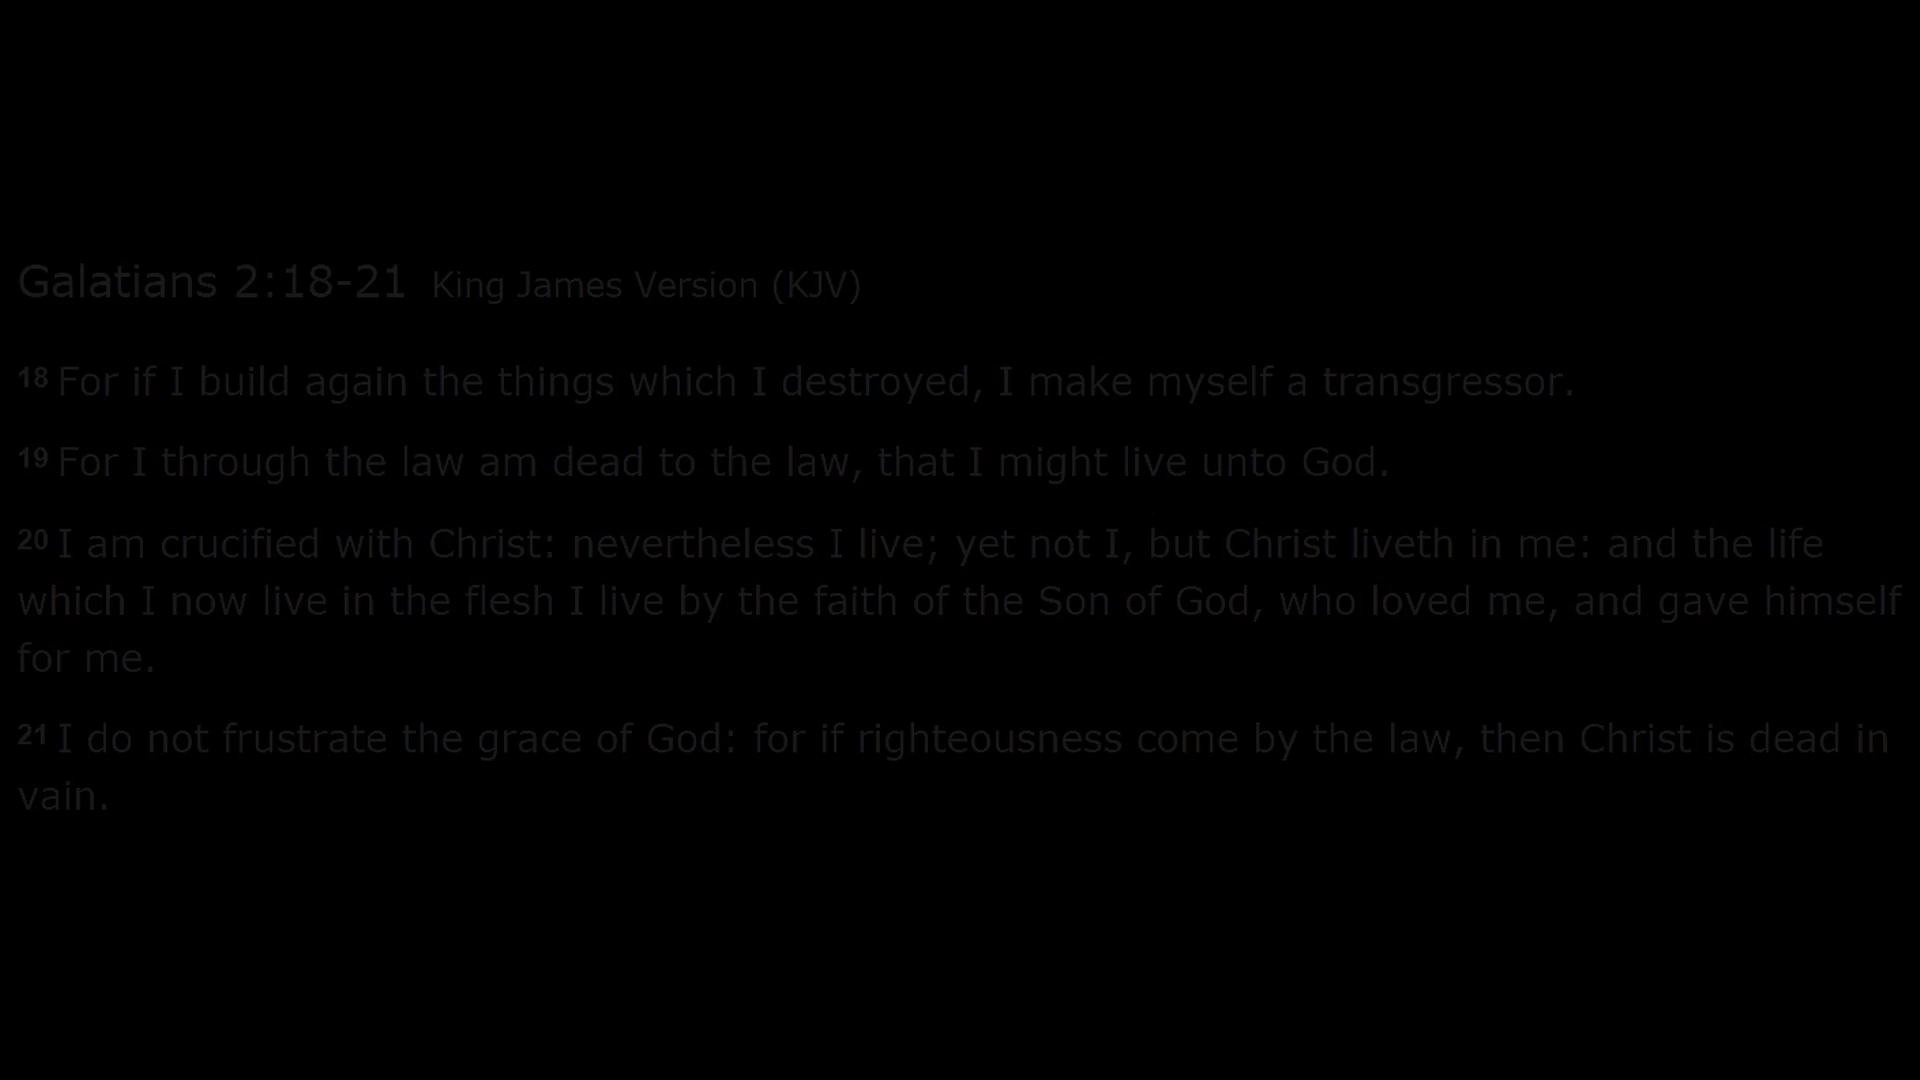 Galatians 2:18-21 King James Version (KJV)
18 For if I build again the things which I destroyed, I make myself a transgressor.
19 For I through the law am dead to the law, that I might live unto God.
20 I am crucified with Christ: nevertheless I live; yet not I, but Christ liveth in me: and the life
which I now live in the flesh I live by the faith of the Son of God, who loved me, and gave himself
for me.
21 I do not frustrate the grace of God: for if righteousness come by the law, then Christ is dead in
vain.